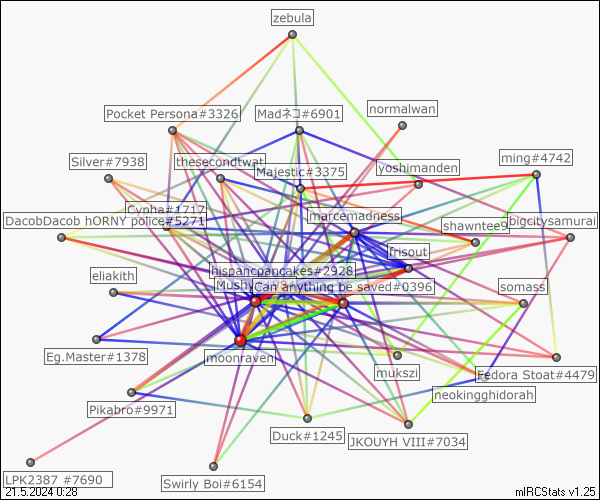 zebula
Pocket Persona#3326
Madネコ#6901
normalwan
Silver#7938
thesecondtwat
Majestic#3375
yoshimanden
ming#4742
Cypha#1717
DacobDacob hORNY police#5271
marcemadness
shawntee9
bigcitysamurai
frisout
hispancpancakes#2928
eliakith
Can anything be saved#0396
somass
Eg.Master#1378
moonraven
mukszi
Fedora Stoat#4479
neokingghidorah
Pikabro#9971
Duck#1245
JKOUYH VIII#7034
LPK2387 #7690
Swirly Boi#6154
21.5.2024 0:28
mIRCStats v1.25